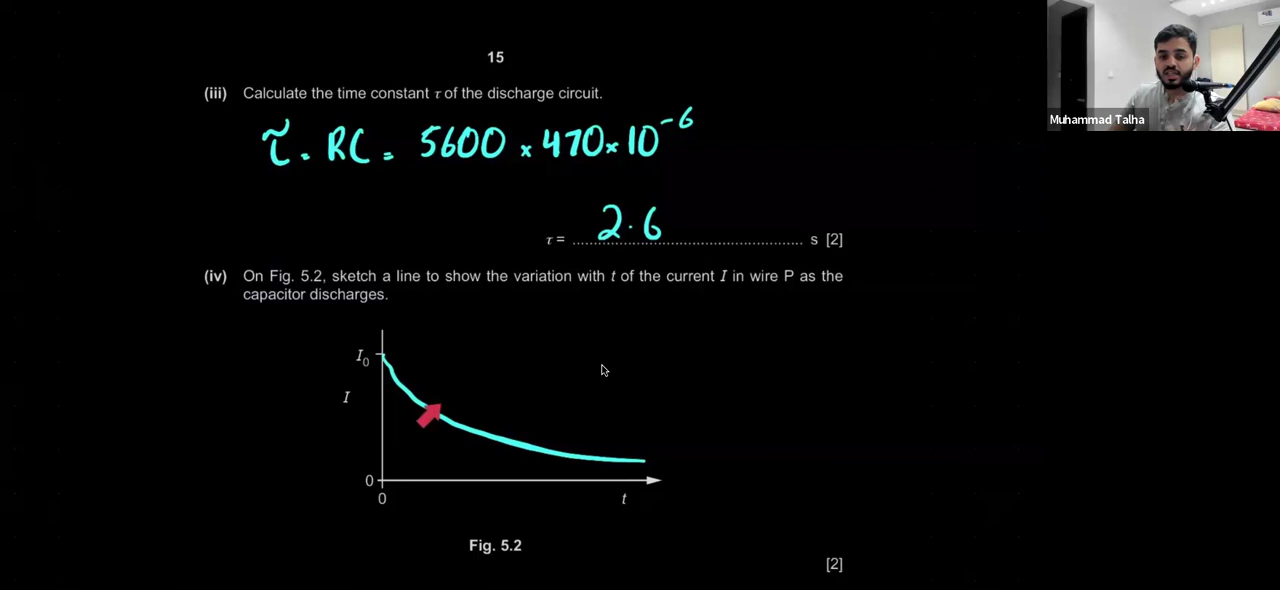 15
(iii) Calculate the time constant τ of the discharge circuit.
τ = RC = 5600 × 470 × 10⁻⁶
τ = 2.6 s [2]
(iv) On Fig. 5.2, sketch a line to show the variation with t of the current I in wire P as the
capacitor discharges.
I₀
I
0
0
t
Fig. 5.2
[2]
Muhammad Talha